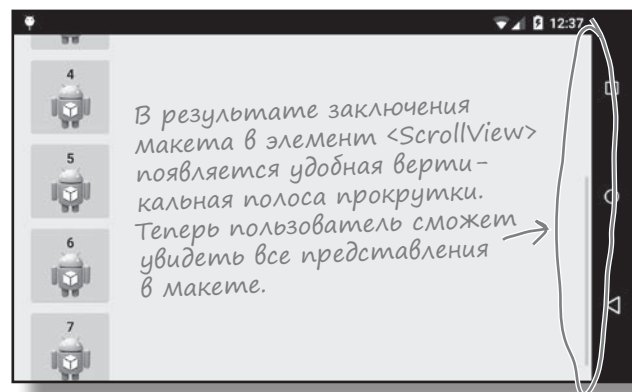 12:37
4
В результате заключения
макета в элемент <ScrollView>
появляется удобная верти-
кальная полоса прокрутки.
Теперь пользователь сможет
увидеть все представления
в макете.
5
6
7